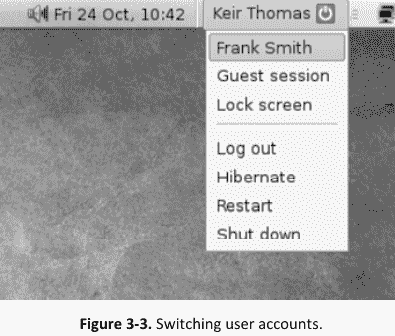 Fri 24 Oct, 10:42 Keir Thomas
Frank Smith
Guest session
Lock screen
Log out
Hibernate
Restart
Shut down
Figure 3-3. Switching user accounts.